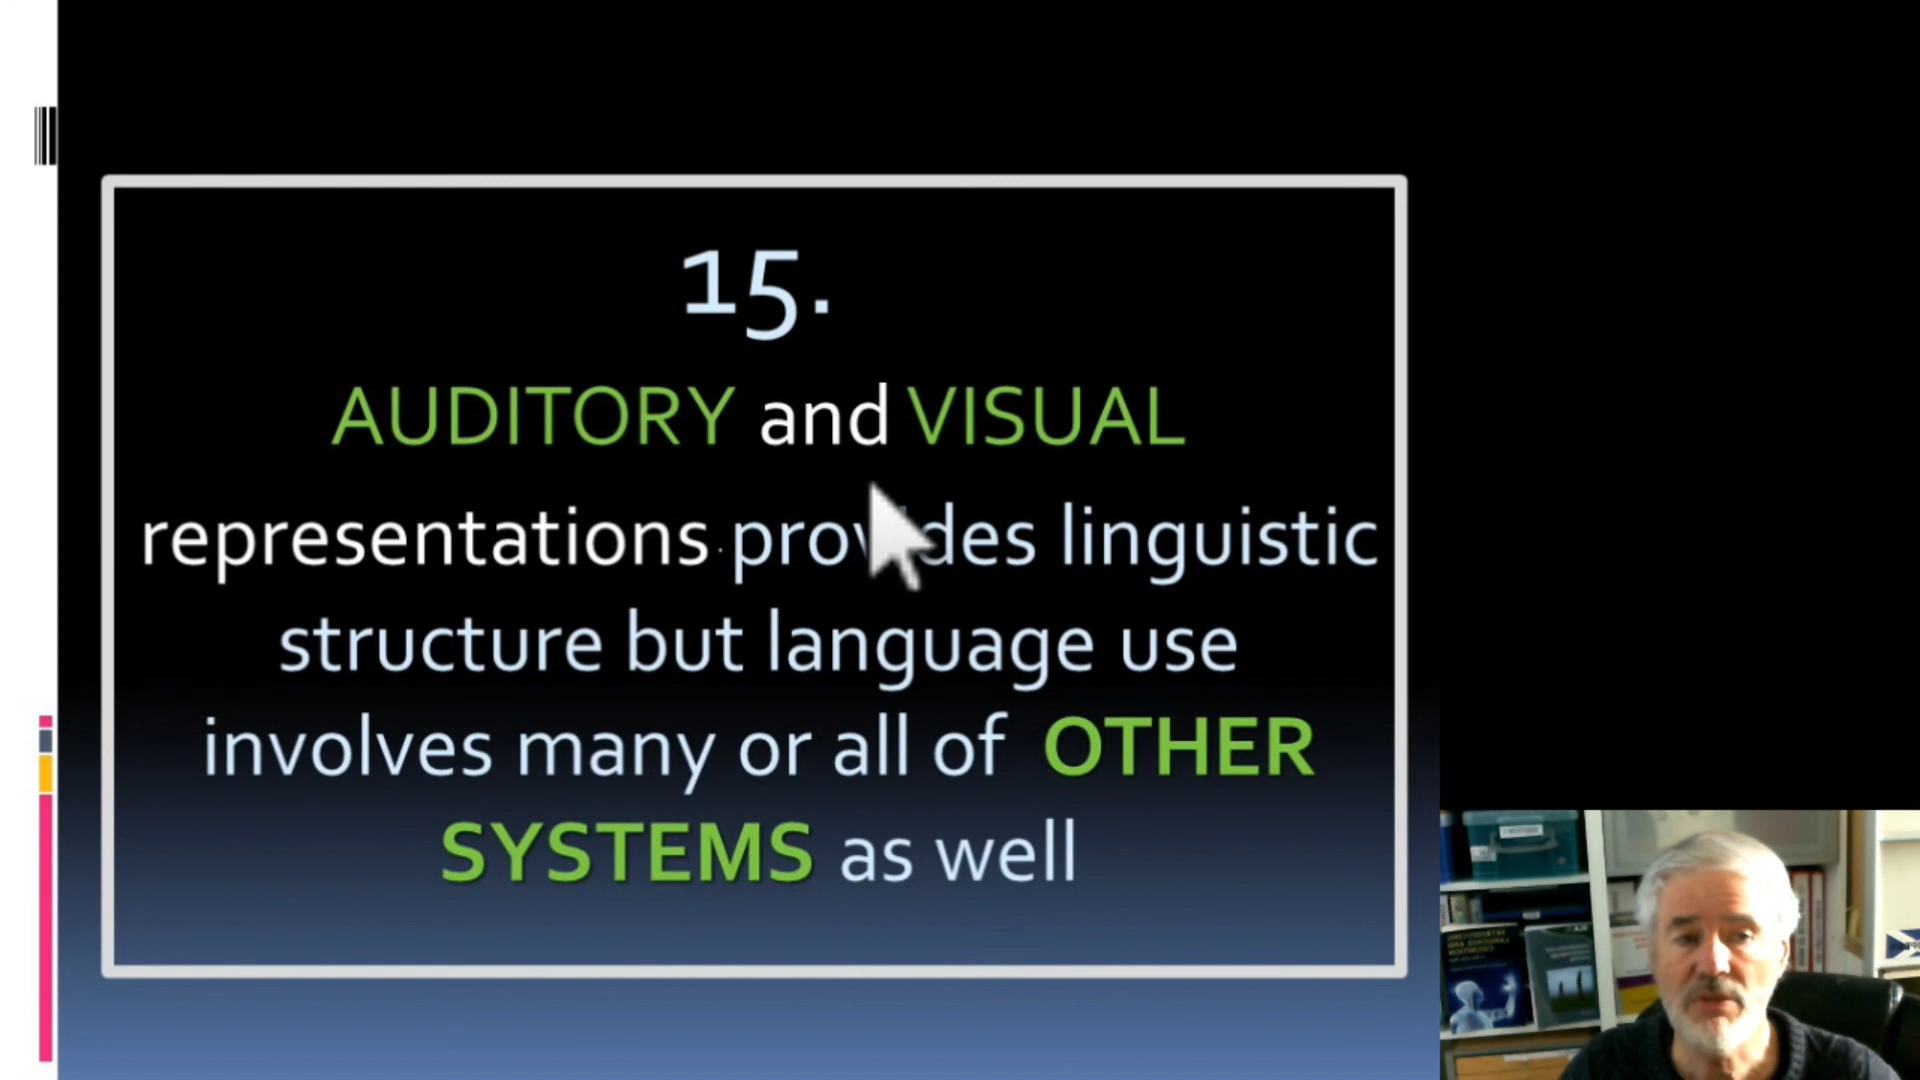 15.
AUDITORY and VISUAL
representations provides linguistic
structure but language use
involves many or all of OTHER
SYSTEMS as well